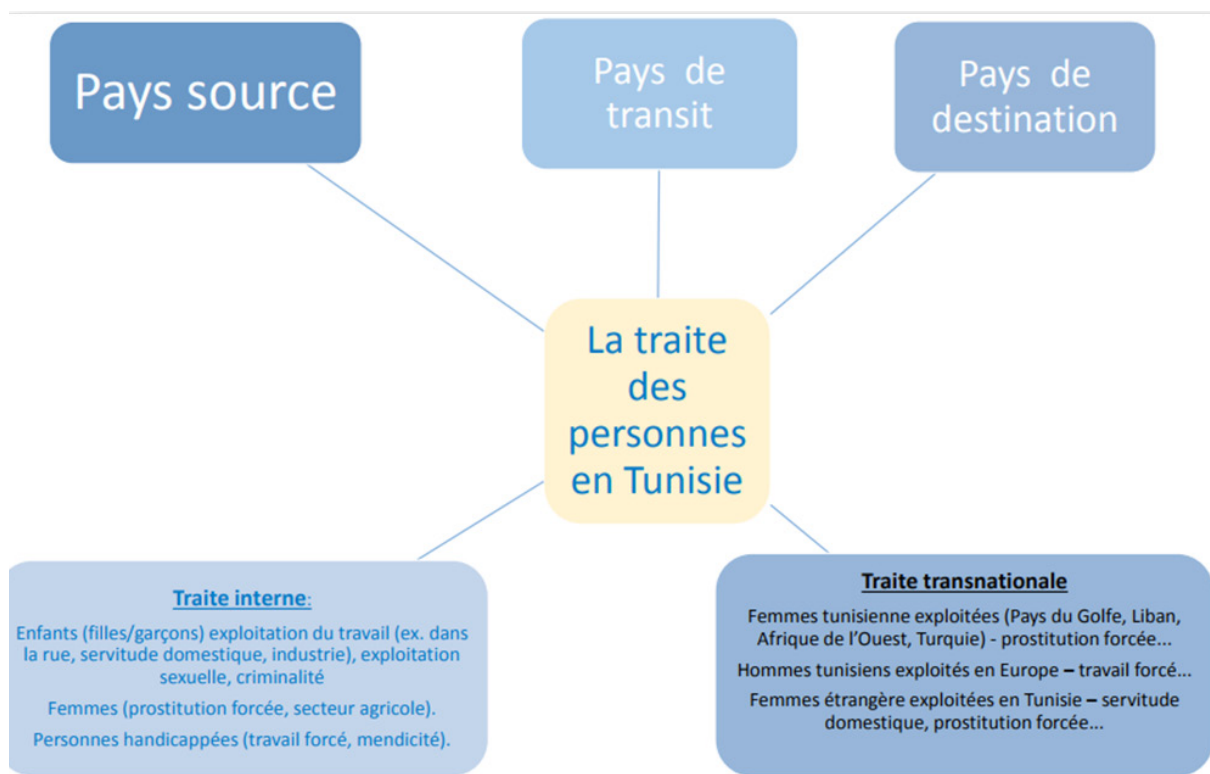 Pays source
Pays de
transit
Pays de
destination
La traite
des
personnes
en Tunisie
Traite interne:
Enfants (filles/garçons) exploitation du travail (ex. dans
la rue, servitude domestique, industrie), exploitation
sexuelle, criminalité
Femmes (prostitution forcée, secteur agricole).
Personnes handicappées (travail forcé, mendicité).
Traite transnationale
Femmes tunisienne exploitées (Pays du Golfe, Liban,
Afrique de l’Ouest, Turquie) - prostitution forcée...
Hommes tunisiens exploités en Europe – travail forcé...
Femmes étrangère exploitées en Tunisie – servitude
domestique, prostitution forcée...